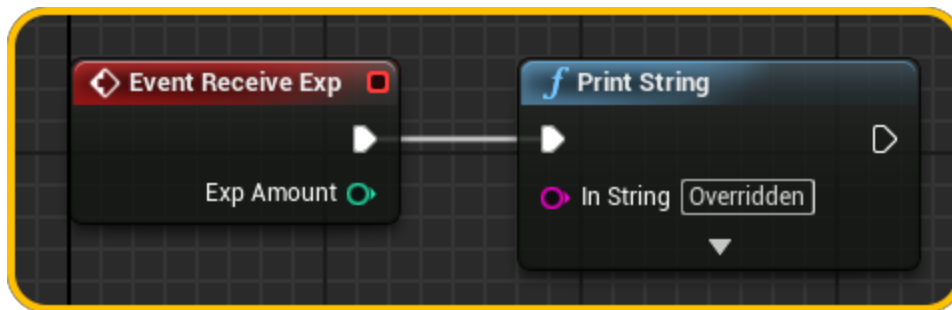 Event Receive Exp
Print String
Exp Amount
In String Overridden